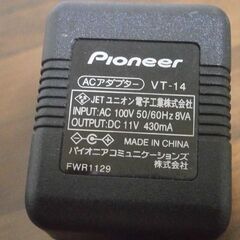 Pioneer
ACアダプター VT-14
JET ユニオン電子工業株式会社
INPUT: AC 100V 50/60Hz 8VA
OUTPUT: DC 11V 430mA
MADE IN CHINA
パイオニアコミュニケーションズ
株式会社
FWR1129